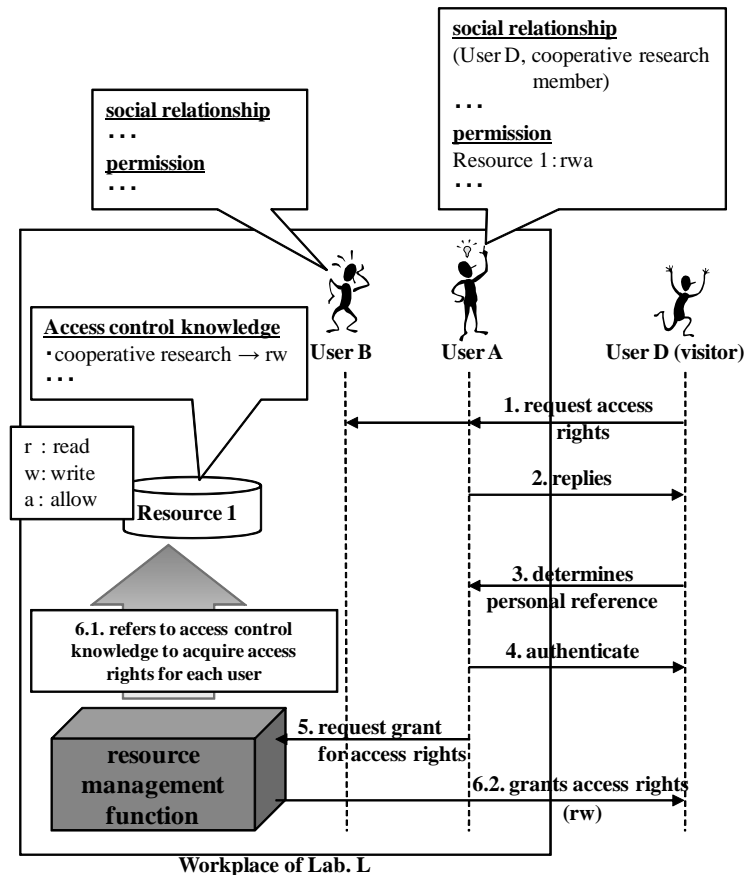 social relationship
(User D, cooperative research
member)
・・・
permission
Resource 1 : rwa
・・・
social relationship
・・・
permission
・・・
Access control knowledge
・cooperative research → rw
・・・
User B
User A
User D (visitor)
1. request access
rights
r : read
w: write
a : allow
Resource 1
2. replies
3. determines
personal reference
6.1. refers to access control
knowledge to acquire access
rights for each user
4. authenticate
5. request grant
for access rights
resource
management
function
6.2. grants access rights
(rw)
Workplace of Lab. L